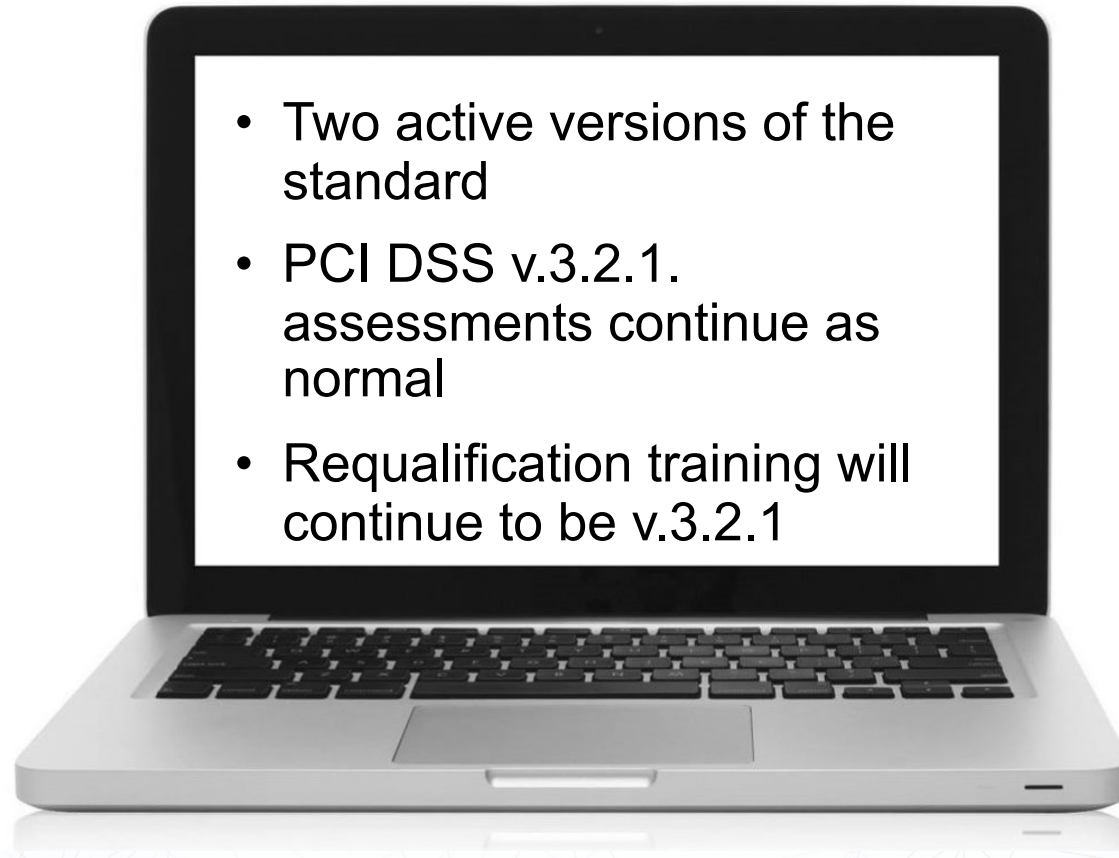 • Two active versions of the
standard
• PCI DSS v.3.2.1.
assessments continue as
normal
• Requalification training will
continue to be v.3.2.1